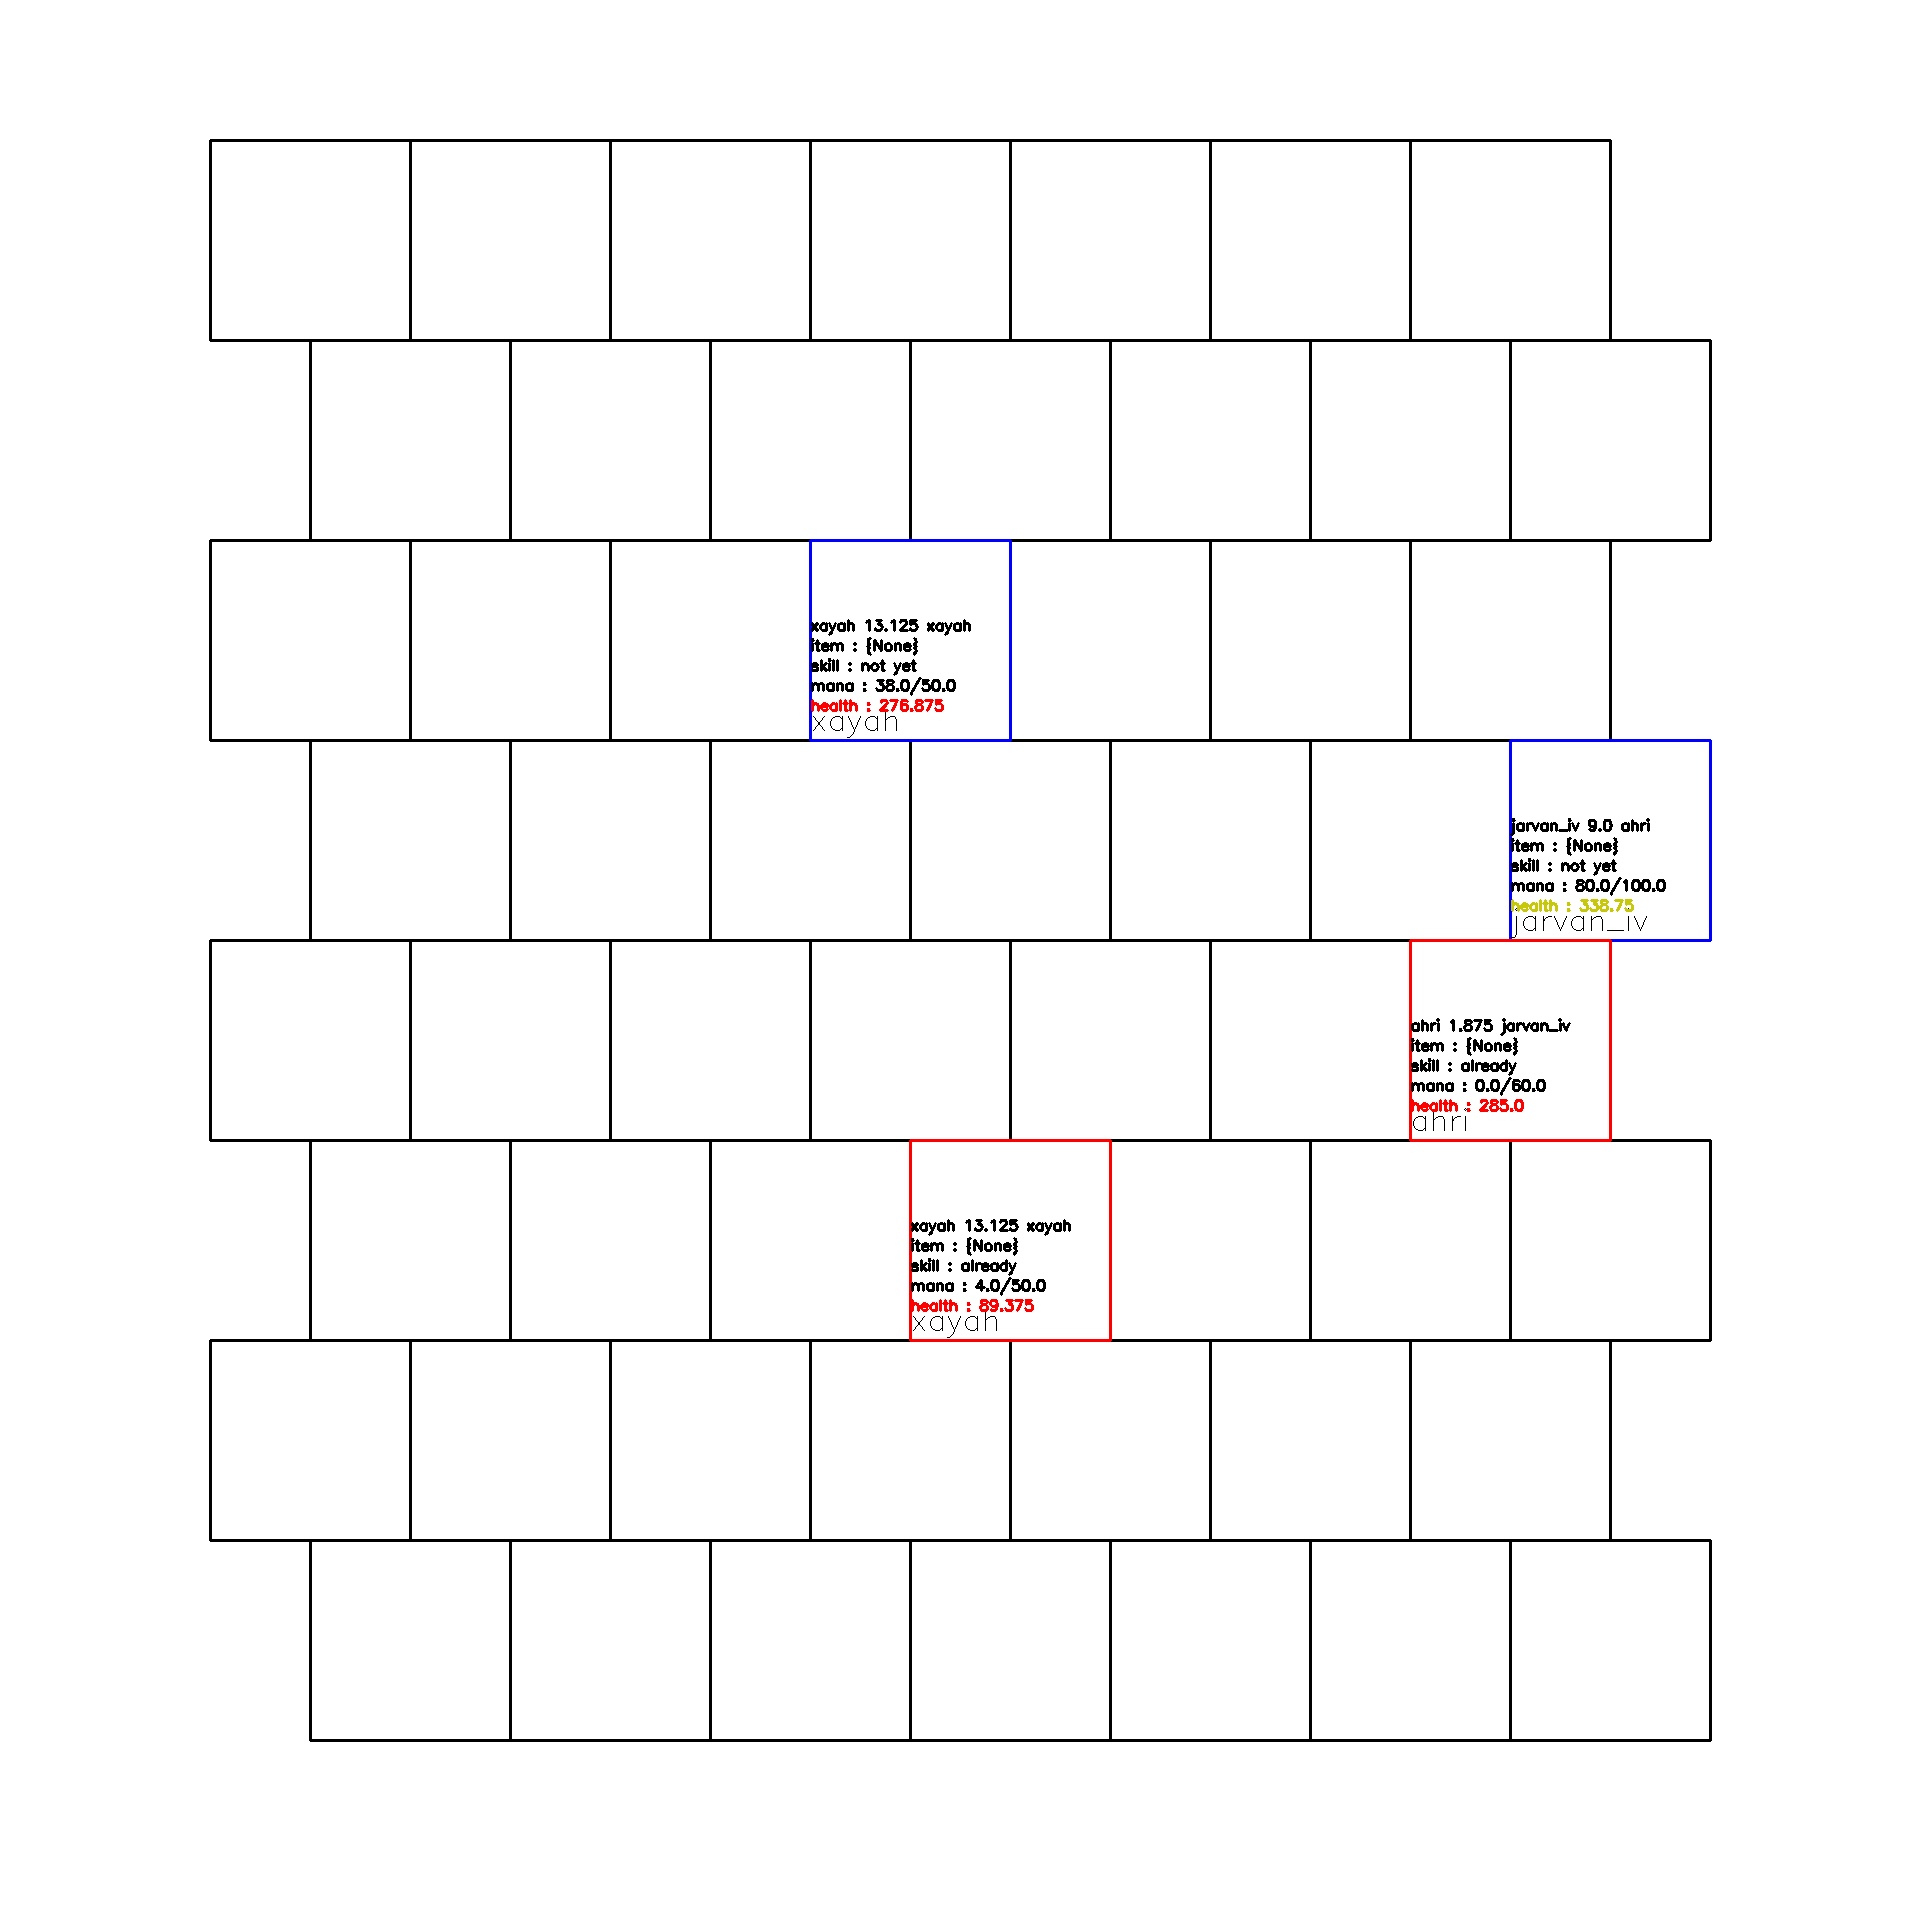 xayah 13.125 xayah
item : {None}
skill : not yet
mana : 38.0/50.0
health : 276.875
xayah
jarvan_iv 9.0 ahri
item : {None}
skill : not yet
mana : 80.0/100.0
health : 338.75
jarvan_iv
ahri 1.875 jarvan_iv
item : {None}
skill : already
mana : 0.0/60.0
health : 285.0
ahri
xayah 13.125 xayah
item : {None}
skill : already
mana : 4.0/50.0
health : 89.375
xayah